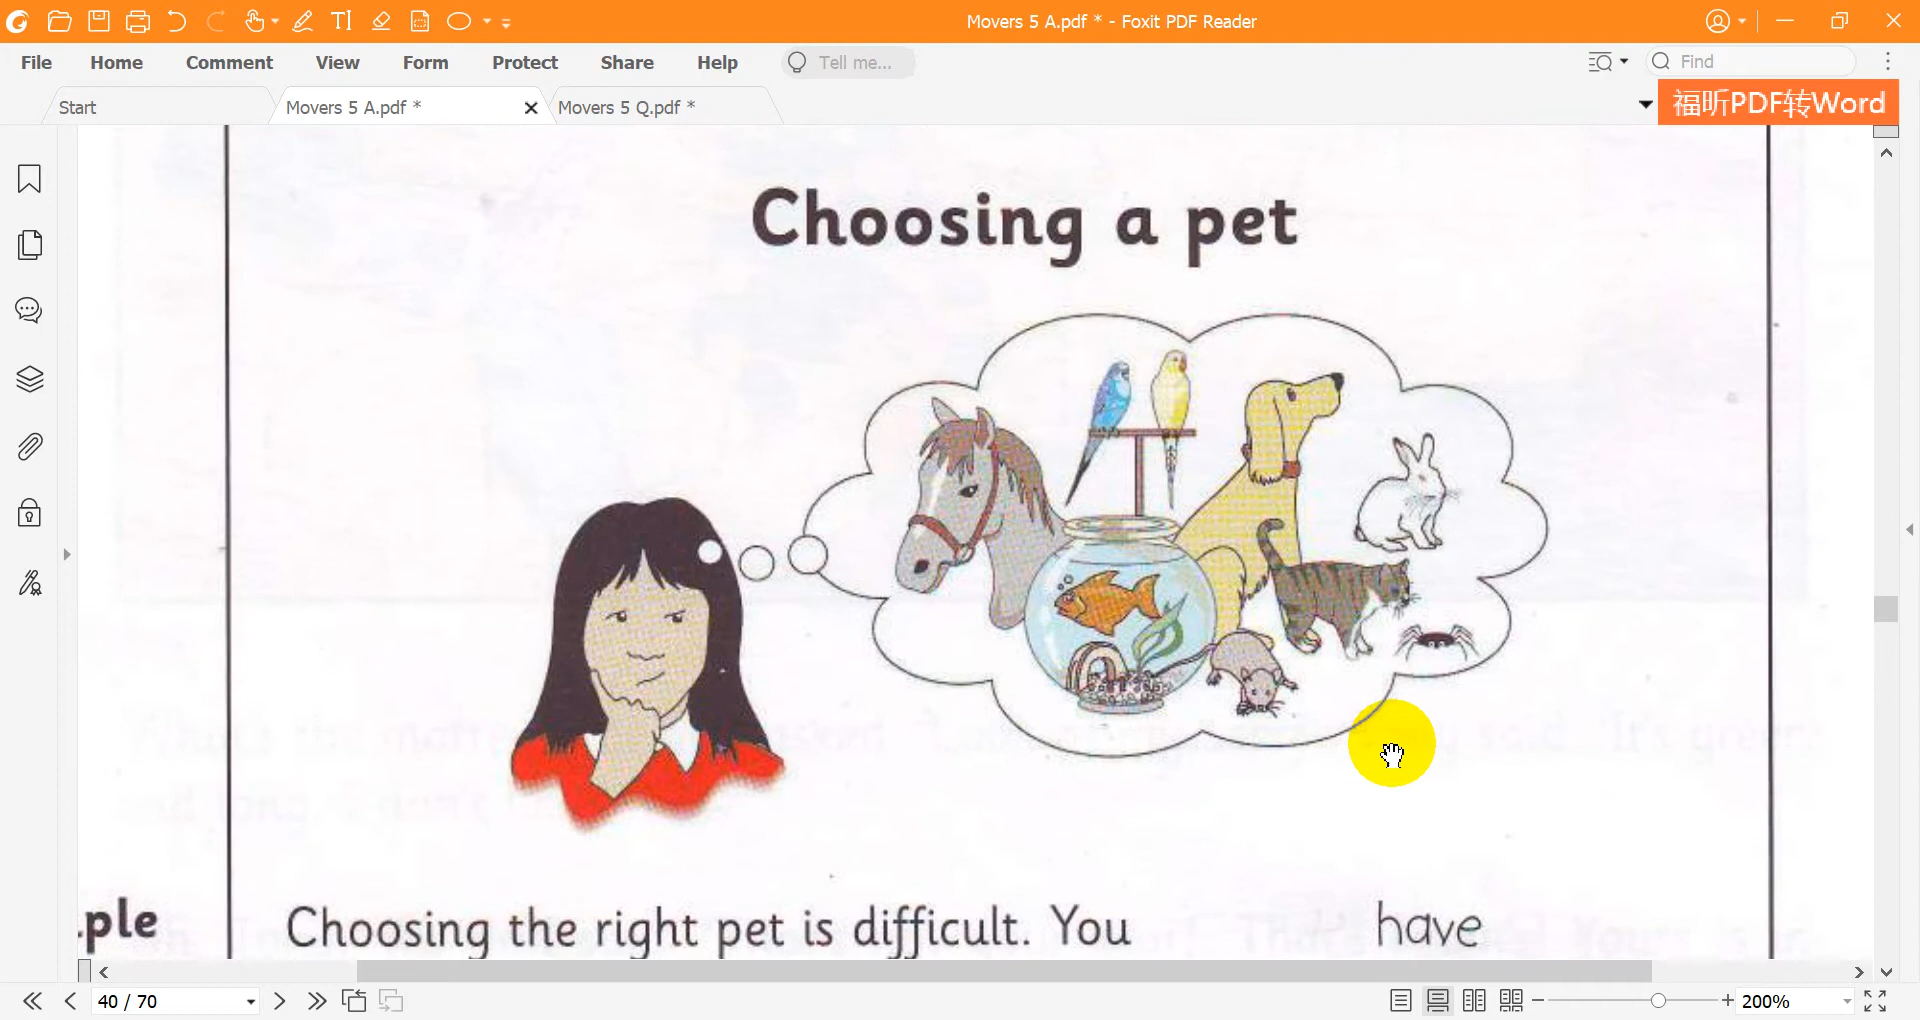 Movers 5 A.pdf * - Foxit PDF Reader
File Home Comment View Form Protect Share Help Tell me... Find
Start Movers 5 A.pdf * Movers 5 Q.pdf * 福昕PDF转Word
Choosing a pet
.ple Choosing the right pet is difficult. You have
40 / 70 200%